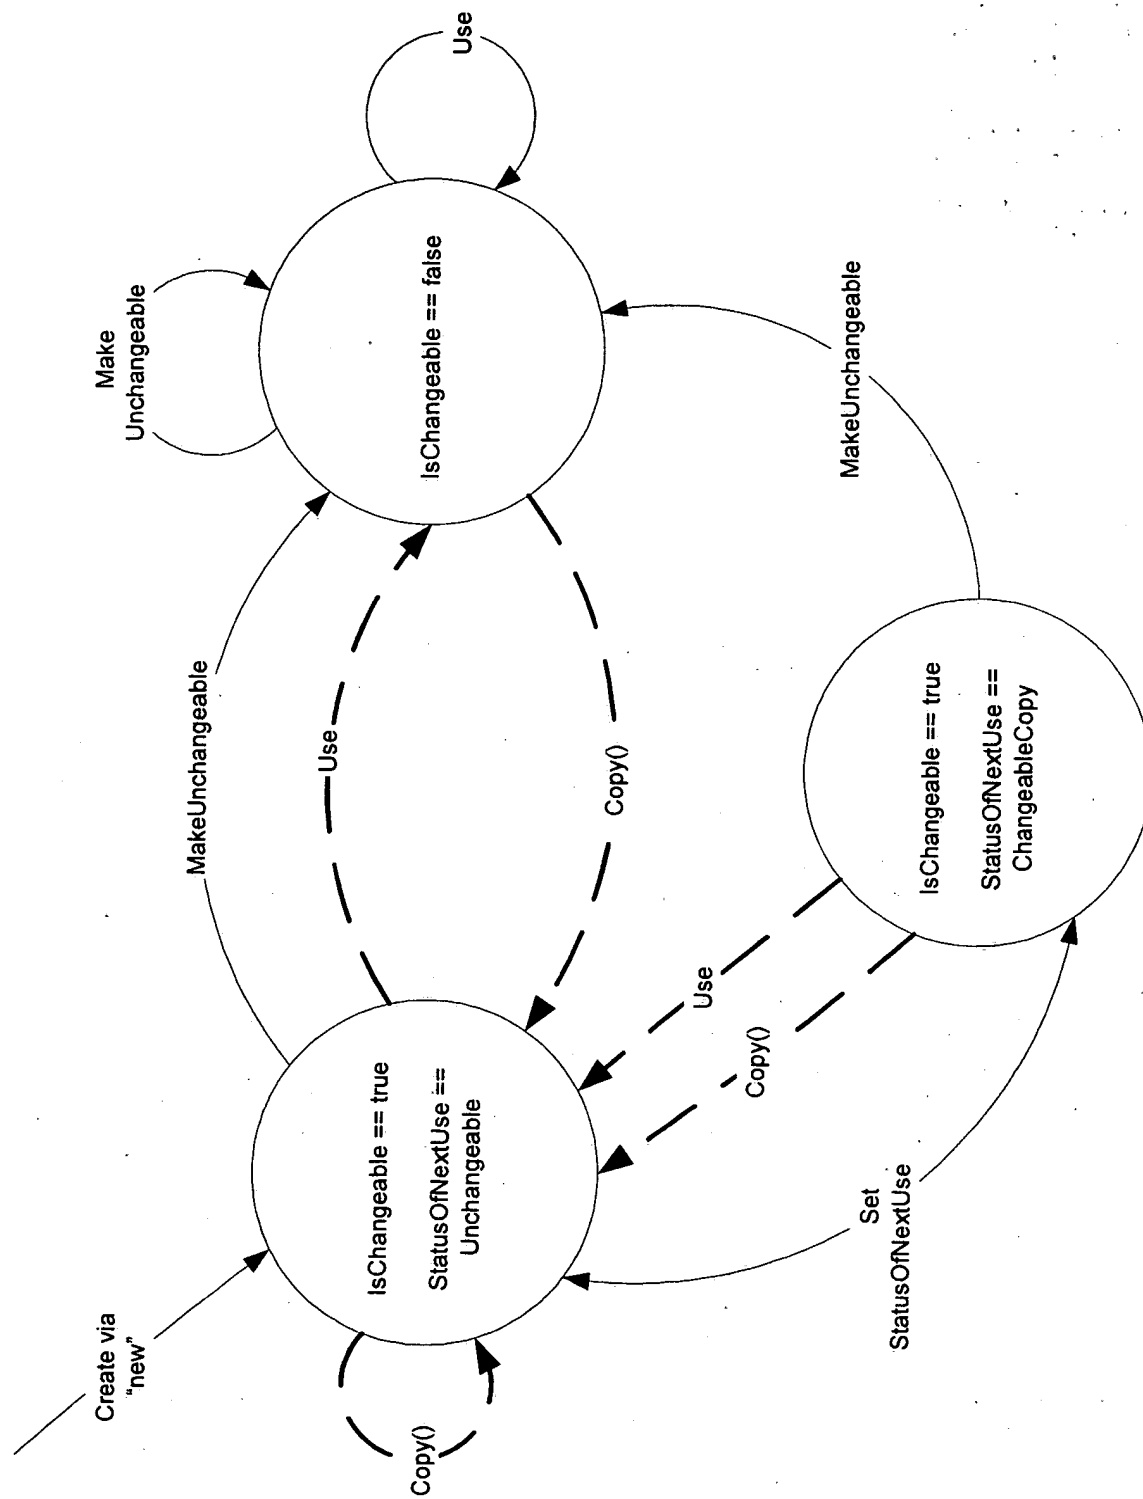 Create via
"new"
Copy()
IsChangeable == true
StatusOfNextUse ==
Unchangeable
MakeUnchangeable
Use
Copy()
Make
Unchangeable
IsChangeable == false
Use
Use
Copy()
Set
StatusOfNextUse
IsChangeable == true
StatusOfNextUse ==
ChangeableCopy
MakeUnchangeable